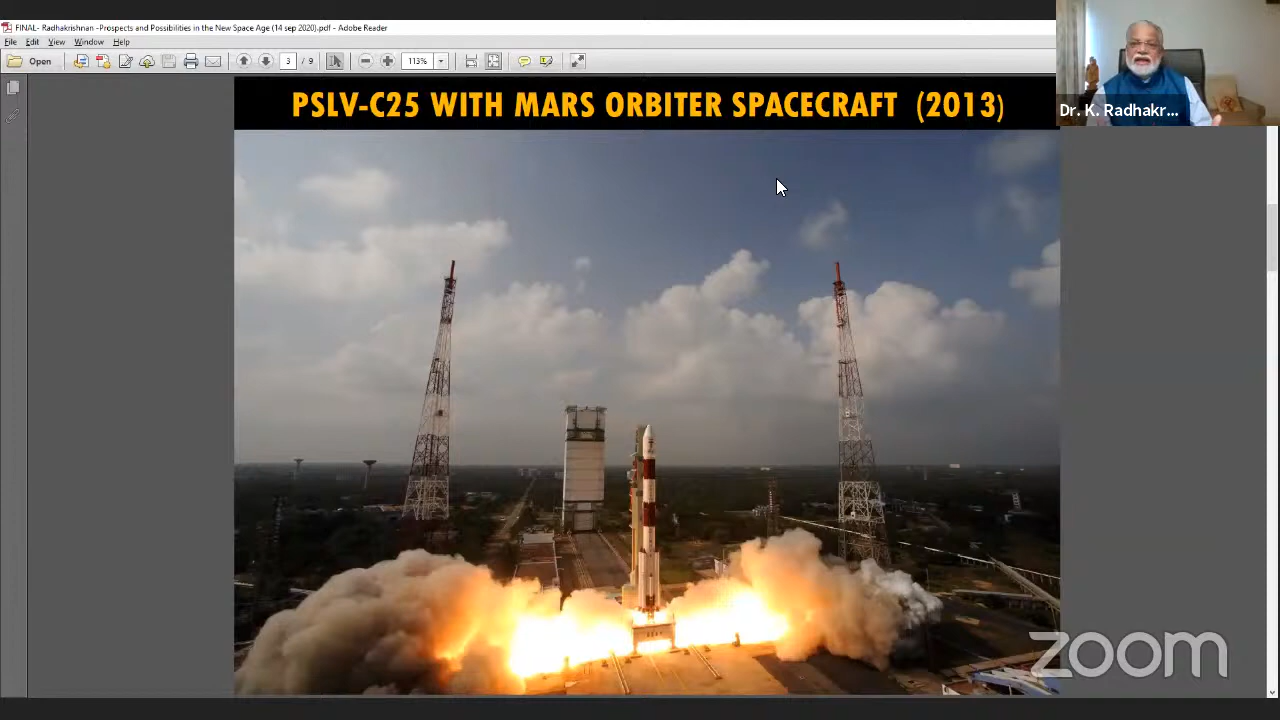 FINAL- Radhakrishnan -Prospects and Possibilities in the New Space Age (14 sep 2020).pdf - Adobe Reader
File Edit View Window Help
Open
3 / 9
113%
PSLV-C25 WITH MARS ORBITER SPACECRAFT (2013)
Dr. K. Radhakr...
zoom